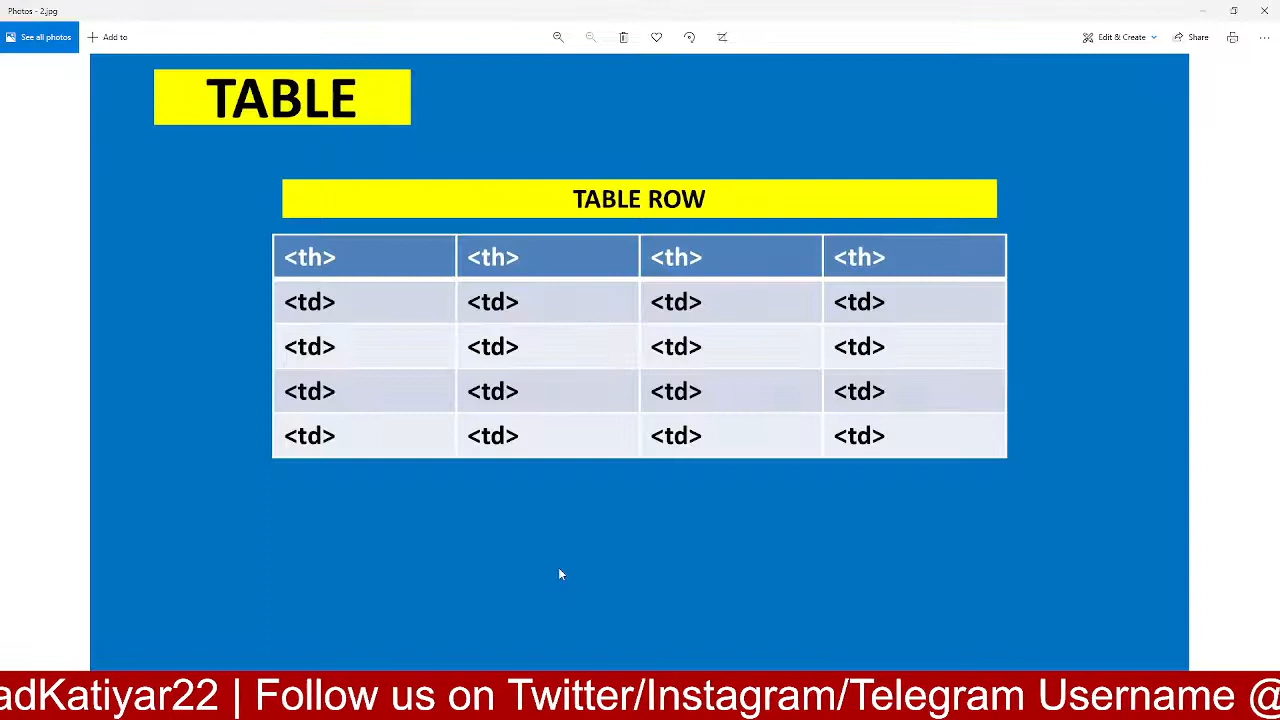 Photos - 2.jpg
See all photos
Add to
Edit & Create
Share
TABLE
TABLE ROW
<th> <th> <th> <th>
<td> <td> <td> <td>
<td> <td> <td> <td>
<td> <td> <td> <td>
<td> <td> <td> <td>
adKatiyar22 | Follow us on Twitter/Instagram/Telegram Username @